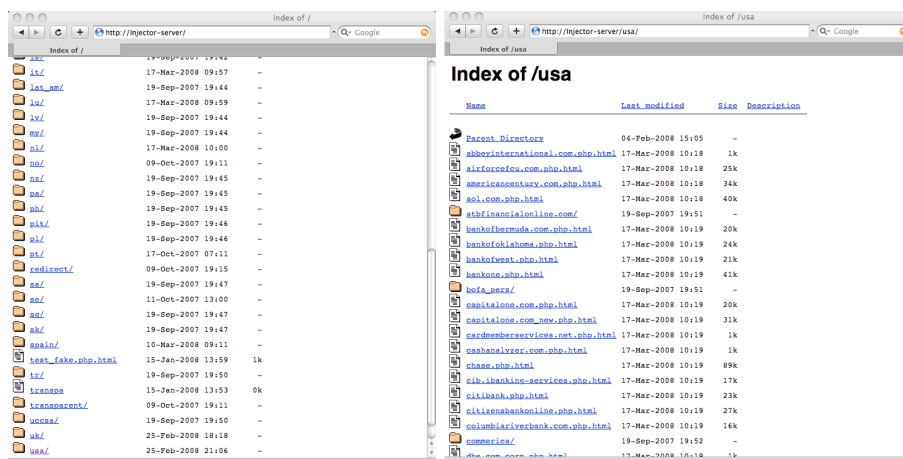 Index of /
http://Injector-server/
Google
Index of /
is/ 19-Sep-2007 19:42 -
it/ 17-Mar-2008 09:57 -
lat_am/ 19-Sep-2007 19:44 -
lu/ 17-Mar-2008 09:59 -
lv/ 19-Sep-2007 19:44 -
my/ 19-Sep-2007 19:44 -
nl/ 17-Mar-2008 10:00 -
no/ 09-Oct-2007 19:11 -
nz/ 19-Sep-2007 19:45 -
pa/ 19-Sep-2007 19:45 -
ph/ 19-Sep-2007 19:45 -
pit/ 19-Sep-2007 19:46 -
pl/ 19-Sep-2007 19:46 -
pt/ 17-Oct-2007 07:11 -
redirect/ 09-Oct-2007 19:15 -
sa/ 19-Sep-2007 19:47 -
se/ 11-Oct-2007 13:00 -
sg/ 19-Sep-2007 19:47 -
sk/ 19-Sep-2007 19:47 -
spain/ 10-Mar-2008 09:11 -
test_fake.php.html 15-Jan-2008 13:59 1k
tr/ 19-Sep-2007 19:50 -
transpa 15-Jan-2008 13:53 0k
transparent/ 09-Oct-2007 19:11 -
uccsa/ 19-Sep-2007 19:50 -
uk/ 25-Feb-2008 18:18 -
usa/ 25-Feb-2008 21:06 -
Index of /usa
http://Injector-server/usa/
Google
Index of /usa
Index of /usa
Name Last modified Size Description
Parent Directory 04-Feb-2008 15:05 -
abbeyinternational.com.php.html 17-Mar-2008 10:18 1k
airforcefcu.com.php.html 17-Mar-2008 10:18 25k
americancentury.com.php.html 17-Mar-2008 10:18 34k
aol.com.php.html 17-Mar-2008 10:18 40k
atbfinancialonline.com/ 19-Sep-2007 19:51 -
bankofbermuda.com.php.html 17-Mar-2008 10:19 20k
bankofoklahoma.php.html 17-Mar-2008 10:19 24k
bankofwest.php.html 17-Mar-2008 10:19 21k
bankone.php.html 17-Mar-2008 10:19 41k
bofa_pers/ 19-Sep-2007 19:51 -
capitalone.com.php.html 17-Mar-2008 10:19 20k
capitalone.com_new.php.html 17-Mar-2008 10:19 31k
cardmemberservices.net.php.html 17-Mar-2008 10:19 1k
cashanalyzer.com.php.html 17-Mar-2008 10:19 1k
chase.php.html 17-Mar-2008 10:19 89k
cib.ibanking-services.php.html 17-Mar-2008 10:19 17k
citibank.php.html 17-Mar-2008 10:19 23k
citizensbankonline.php.html 17-Mar-2008 10:19 27k
columbiariverbank.com.php.html 17-Mar-2008 10:19 16k
commerica/ 19-Sep-2007 19:52 -
dbs.com.corp.php.html 17-Mar-2008 10:19 1k